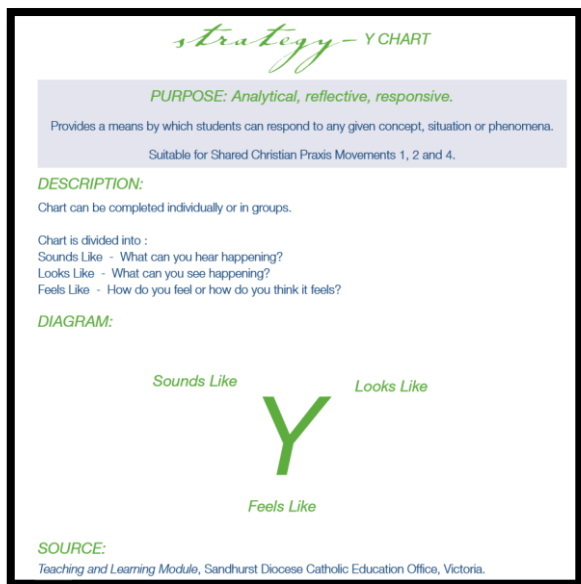 strategy - Y CHART
PURPOSE: Analytical, reflective, responsive.
Provides a means by which students can respond to any given concept, situation or phenomena.
Suitable for Shared Christian Praxis Movements 1, 2 and 4.
DESCRIPTION:
Chart can be completed individually or in groups.
Chart is divided into :
Sounds Like - What can you hear happening?
Looks Like - What can you see happening?
Feels Like - How do you feel or how do you think it feels?
DIAGRAM:
Sounds Like
Looks Like
Y
Feels Like
SOURCE:
Teaching and Learning Module, Sandhurst Diocese Catholic Education Office, Victoria.